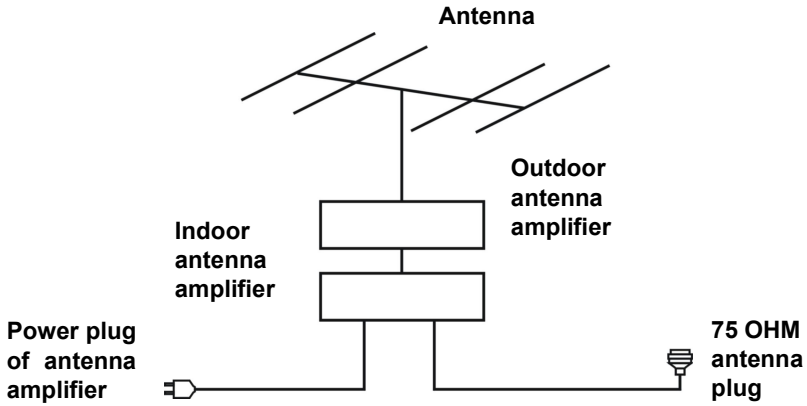 Antenna
Outdoor
antenna
amplifier
Indoor
antenna
amplifier
Power plug
of antenna
amplifier
75 OHM
antenna
plug